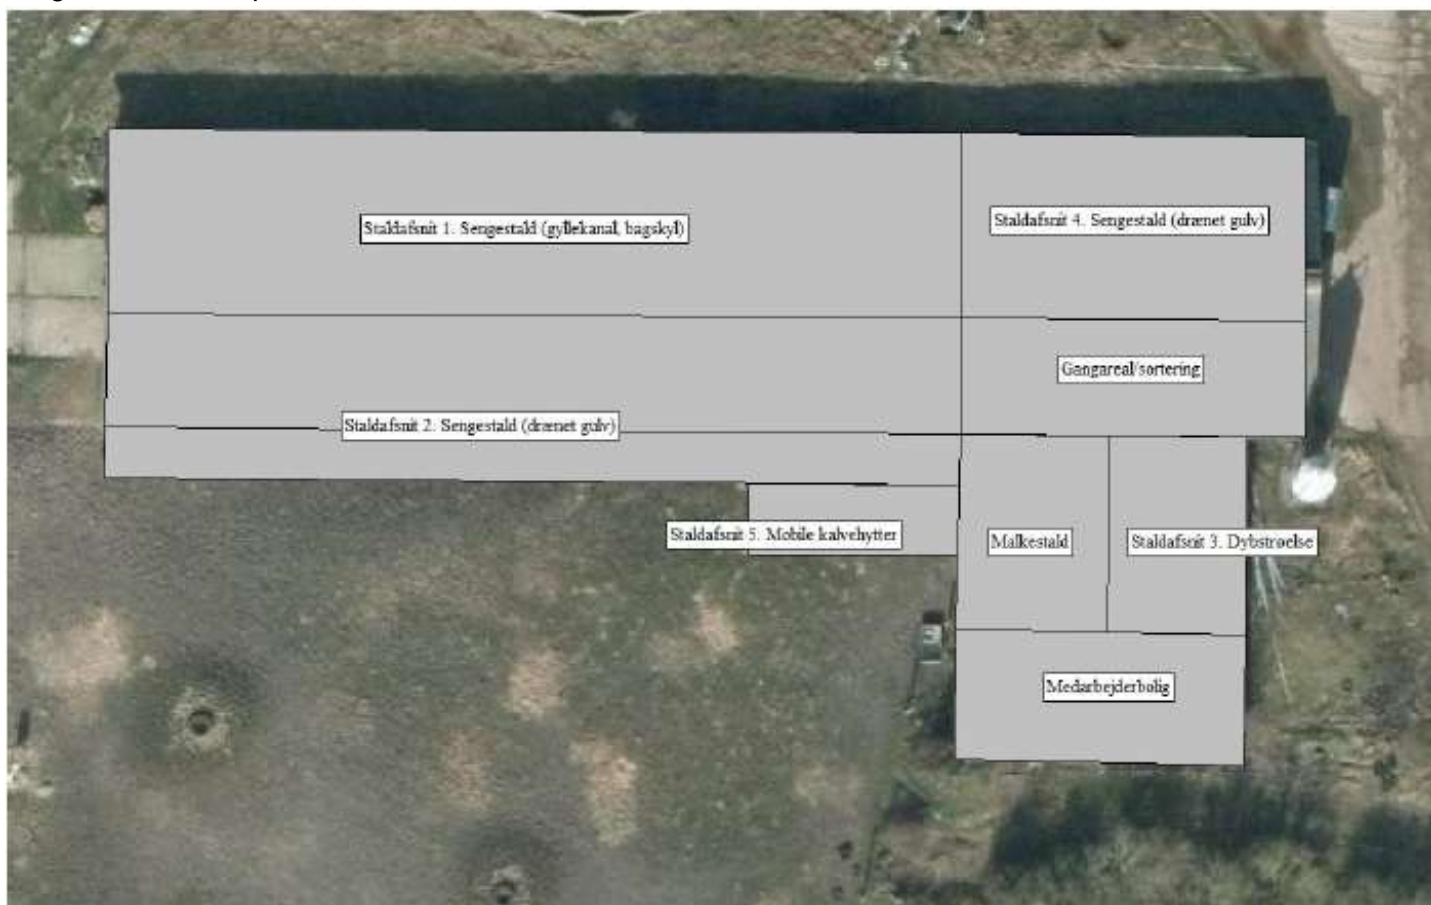 Staldafsnit 1. Sengestald (gyllekanal, bagskyl)
Staldafsnit 4. Sengestald (drænet gulv)
Gangareal/sortering
Staldafsnit 2. Sengestald (drænet gulv)
Staldafsnit 5. Mobile kalvehytter
Malkestald
Staldafsnit 3. Dybstrøelse
Medarbejderbolig